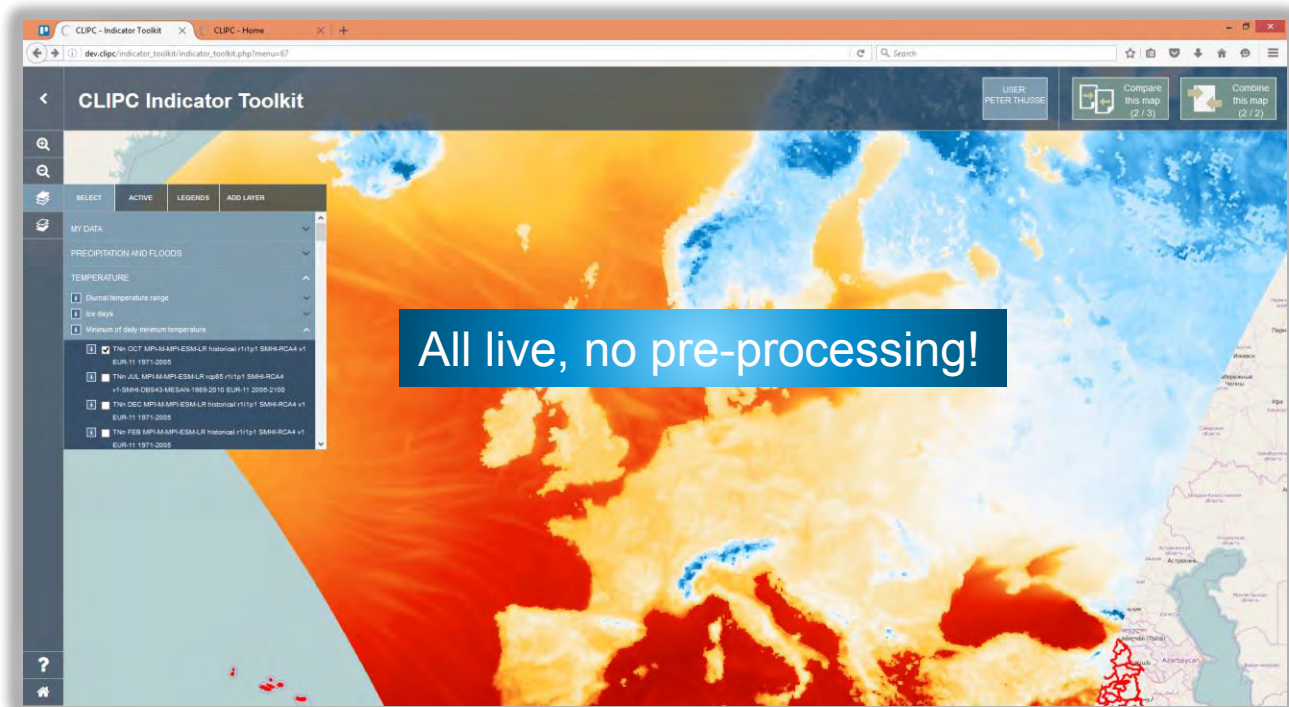 CLIPC - Indicator Toolkit
CLIPC - Home
dev.clipc/indicator_toolkit/indicator_toolkit.php?menu=67
Search
CLIPC Indicator Toolkit
USER:
PETER THIJSSE
Compare
this map
(2 / 3)
Combine
this map
(2 / 2)
SELECT
ACTIVE
LEGENDS
ADD LAYER
MY DATA
PRECIPITATION AND FLOODS
TEMPERATURE
Diurnal temperature range
Ice days
Minimum of daily minimum temperature
TNn OCT MPI-M-MPI-ESM-LR historical r1i1p1 SMHI-RCA4 v1
EUR-11 1971-2005
TNn JUL MPI-M-MPI-ESM-LR rcp85 r1i1p1 SMHI-RCA4
v1-SMHI-DBS43-MESAN-1989-2010 EUR-11 2006-2100
TNn DEC MPI-M-MPI-ESM-LR historical r1i1p1 SMHI-RCA4 v1
EUR-11 1971-2005
TNn FEB MPI-M-MPI-ESM-LR historical r1i1p1 SMHI-RCA4 v1
EUR-11 1971-2005
All live, no pre-processing!
Ижевск
Челны
Уфа
Астрахань
Azərbaycan
?